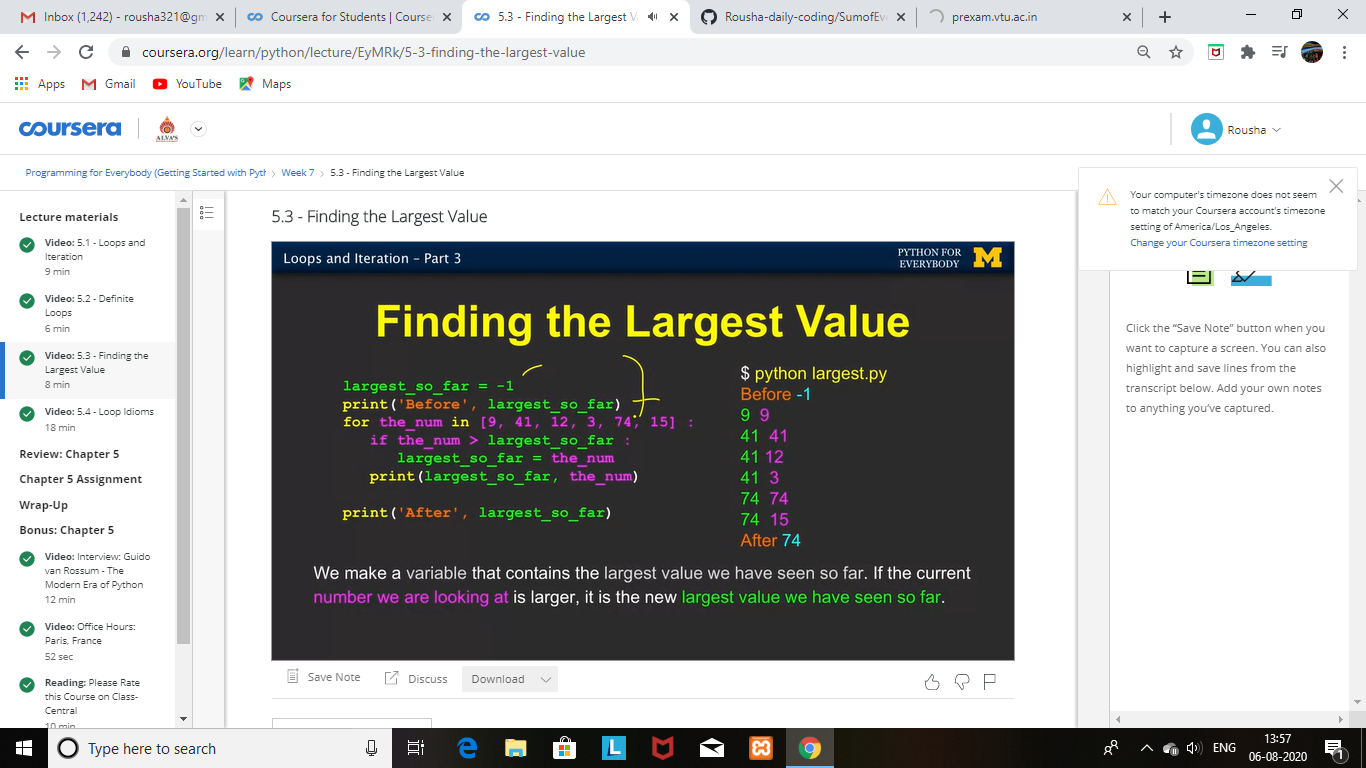 Inbox (1,242) - rousha321@gm
Coursera for Students | Course
5.3 - Finding the Largest V
Rousha-daily-coding/SumofEv
prexam.vtu.ac.in
coursera.org/learn/python/lecture/EyMRk/5-3-finding-the-largest-value
Apps
Gmail
YouTube
Maps
coursera
ALVA'S
Rousha
Programming for Everybody (Getting Started with Pyth
Week 7
5.3 - Finding the Largest Value
Your computer's timezone does not seem
to match your Coursera account's timezone
setting of America/Los_Angeles.
Change your Coursera timezone setting
Lecture materials
Video: 5.1 - Loops and
Iteration
9 min
Video: 5.2 - Definite
Loops
6 min
Video: 5.3 - Finding the
Largest Value
8 min
Video: 5.4 - Loop Idioms
18 min
Review: Chapter 5
Chapter 5 Assignment
Wrap-Up
Bonus: Chapter 5
Video: Interview: Guido
van Rossum - The
Modern Era of Python
12 min
Video: Office Hours:
Paris, France
52 sec
Reading: Please Rate
this Course on Class-
Central
10 min
5.3 - Finding the Largest Value
Loops and Iteration – Part 3
PYTHON FOR
EVERYBODY
M
Finding the Largest Value
largest_so_far = -1
print('Before', largest_so_far)
for the_num in [9, 41, 12, 3, 74, 15] :
if the_num > largest_so_far :
largest_so_far = the_num
print(largest_so_far, the_num)
print('After', largest_so_far)
$ python largest.py
Before -1
9 9
41 41
41 12
41 3
74 74
74 15
After 74
We make a variable that contains the largest value we have seen so far. If the current
number we are looking at is larger, it is the new largest value we have seen so far.
Save Note
Discuss
Download
Click the “Save Note” button when you
want to capture a screen. You can also
highlight and save lines from the
transcript below. Add your own notes
to anything you’ve captured.
Type here to search
L
ENG
13:57
06-08-2020
1